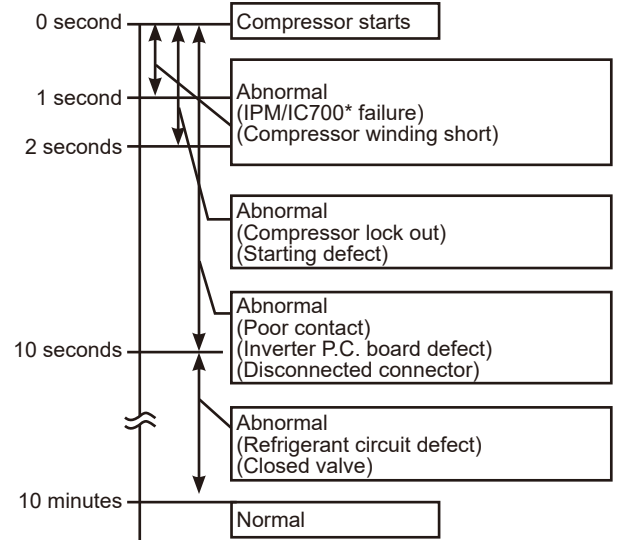 0 second
Compressor starts
1 second
Abnormal
(IPM/IC700* failure)
(Compressor winding short)
2 seconds
Abnormal
(Compressor lock out)
(Starting defect)
Abnormal
(Poor contact)
(Inverter P.C. board defect)
(Disconnected connector)
10 seconds
Abnormal
(Refrigerant circuit defect)
(Closed valve)
10 minutes
Normal